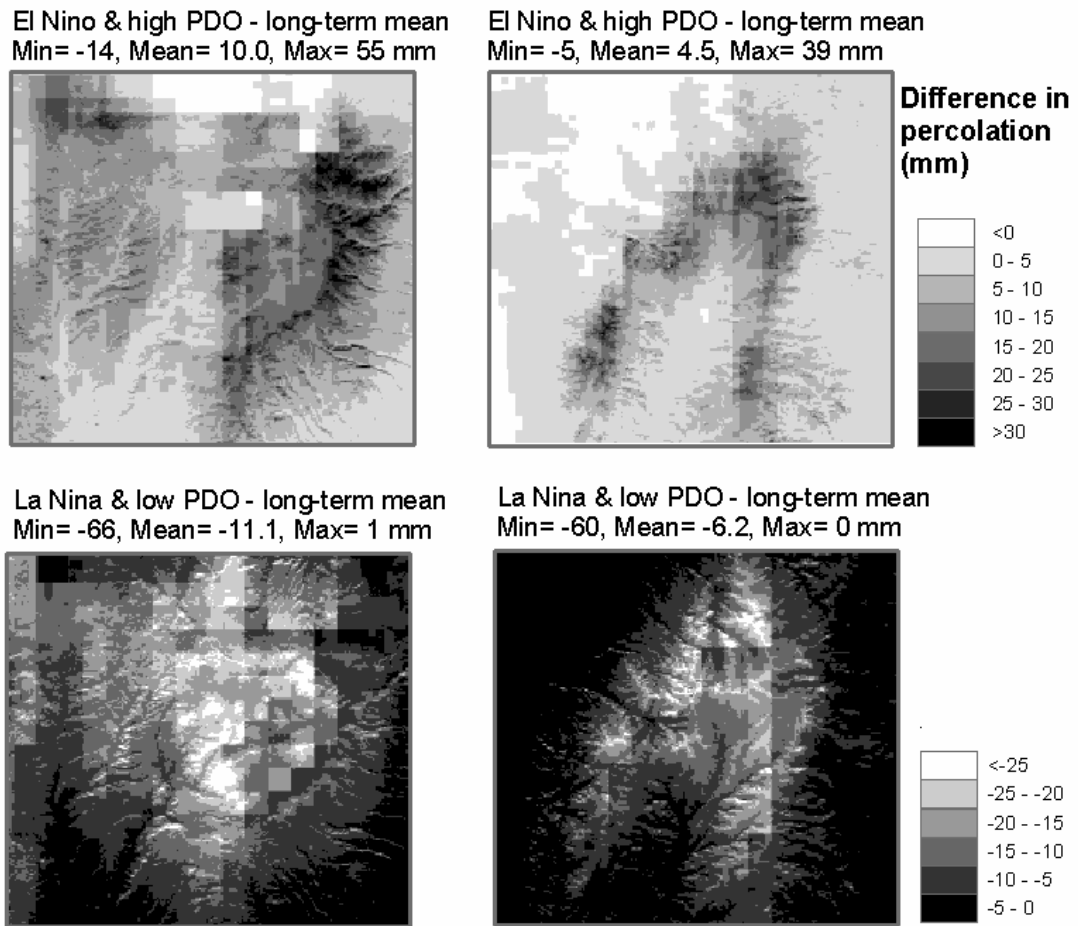 El Nino & high PDO - long-term mean
Min= -14, Mean= 10.0, Max= 55 mm
El Nino & high PDO - long-term mean
Min= -5, Mean= 4.5, Max= 39 mm
Difference in
percolation
(mm)
<0
0 - 5
5 - 10
10 - 15
15 - 20
20 - 25
25 - 30
>30
La Nina & low PDO - long-term mean
Min= -66, Mean= -11.1, Max= 1 mm
La Nina & low PDO - long-term mean
Min= -60, Mean= -6.2, Max= 0 mm
<-25
-25 - -20
-20 - -15
-15 - -10
-10 - -5
-5 - 0